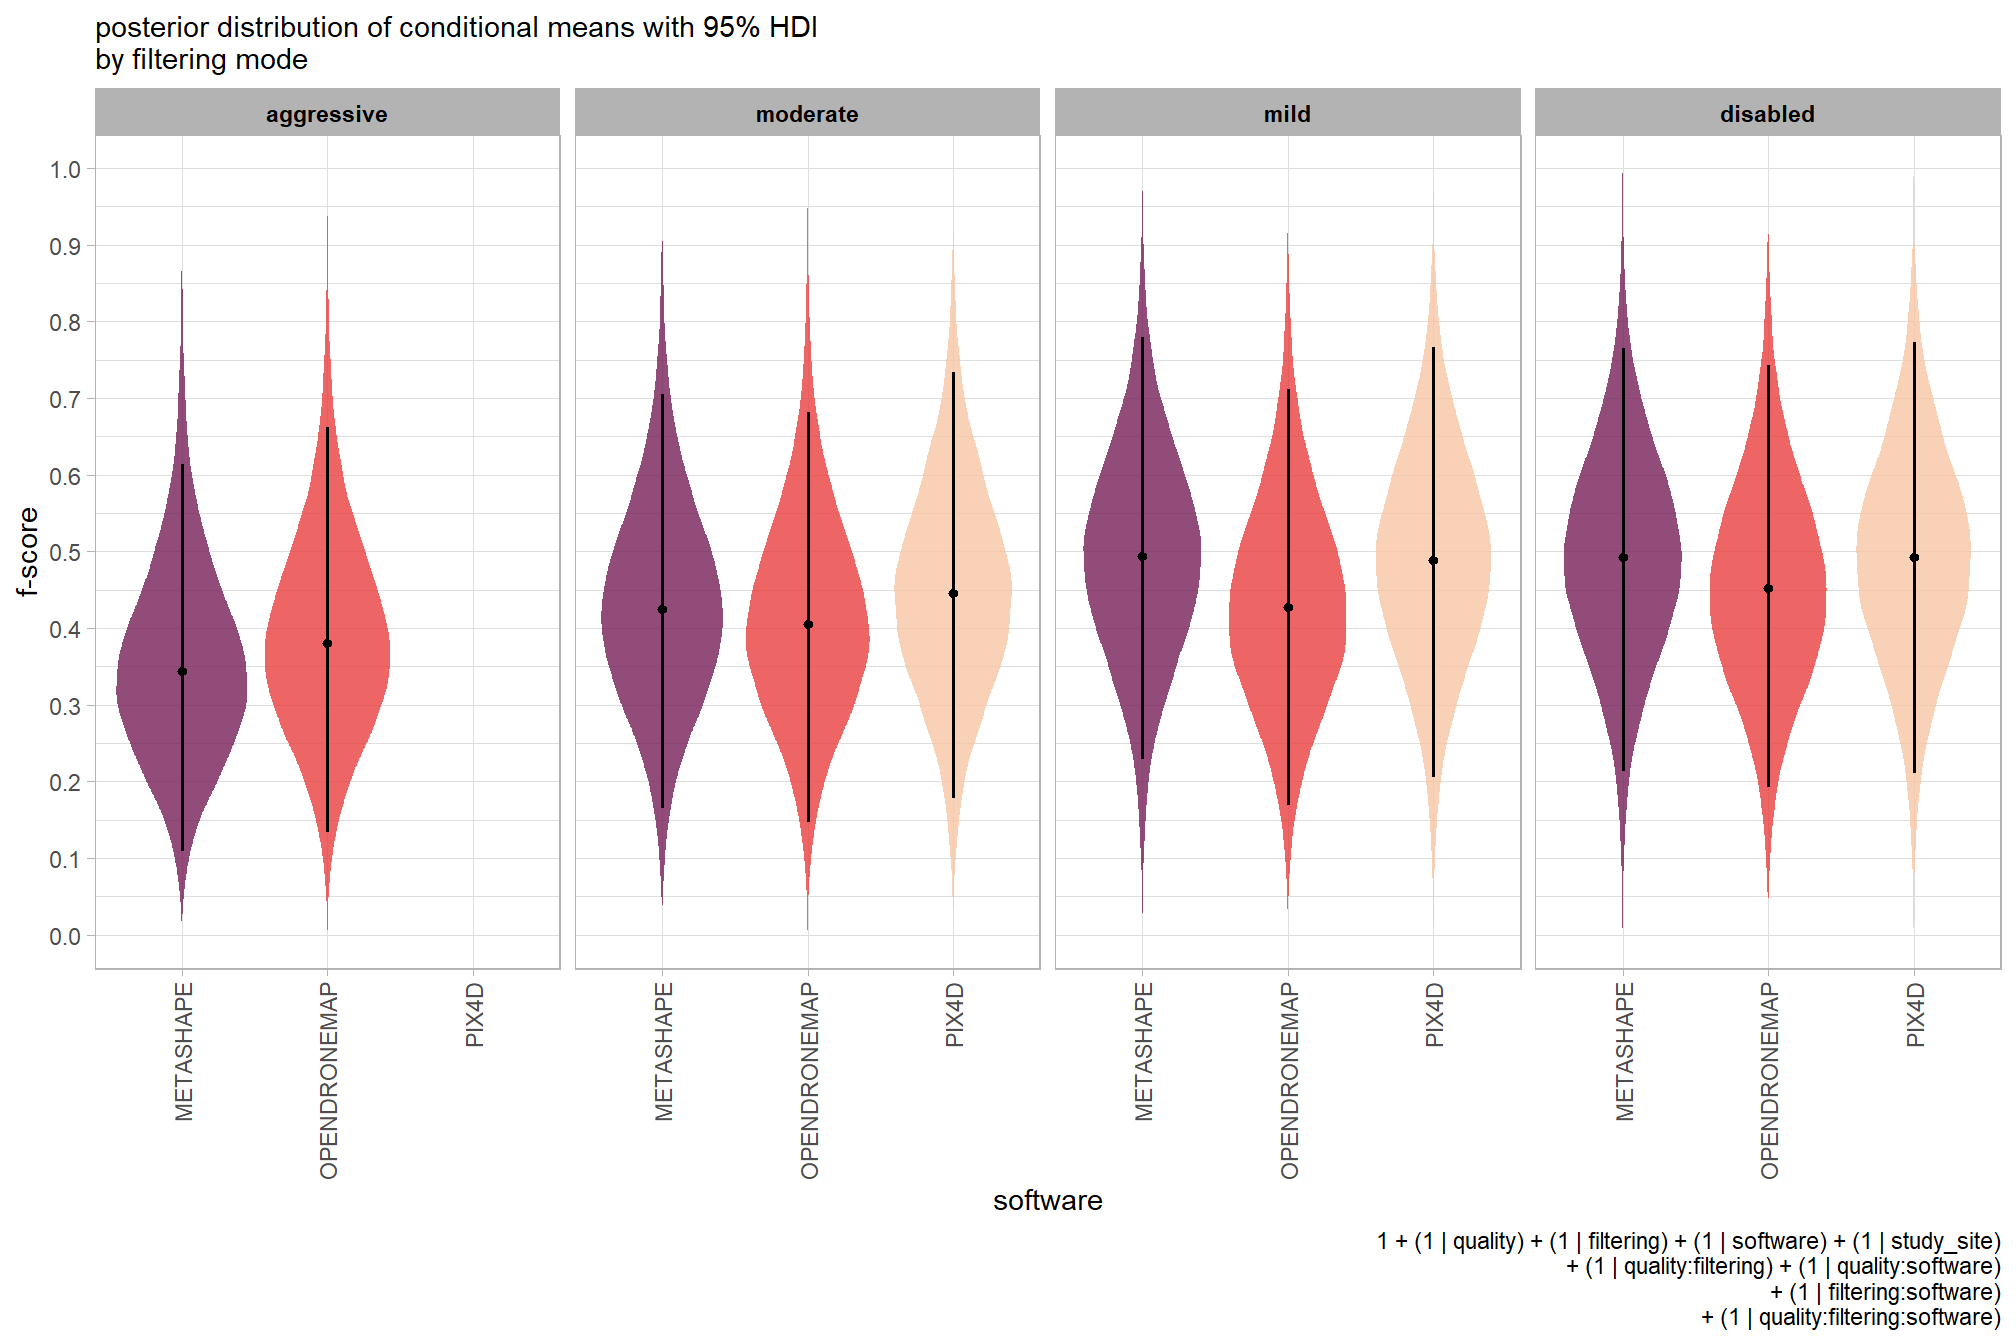 posterior distribution of conditional means with 95% HDI
by filtering mode
aggressive
moderate
mild
disabled
f-score
1.0
0.9
0.8
0.7
0.6
0.5
0.4
0.3
0.2
0.1
0.0
METASHAPE
OPENDRONEMAP
PIX4D
METASHAPE
OPENDRONEMAP
PIX4D
METASHAPE
OPENDRONEMAP
PIX4D
METASHAPE
OPENDRONEMAP
PIX4D
software
1 + (1 | quality) + (1 | filtering) + (1 | software) + (1 | study_site)
+ (1 | quality:filtering) + (1 | quality:software)
+ (1 | filtering:software)
+ (1 | quality:filtering:software)